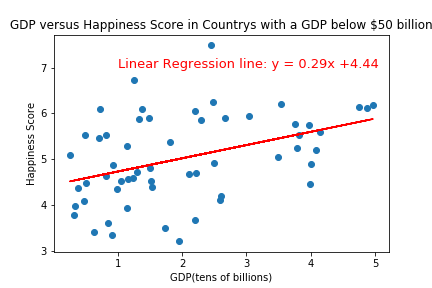 GDP versus Happiness Score in Countrys with a GDP below $50 billion
Linear Regression line: y = 0.29x +4.44
Happiness Score
7
6
5
4
3
1
2
3
4
5
GDP(tens of billions)